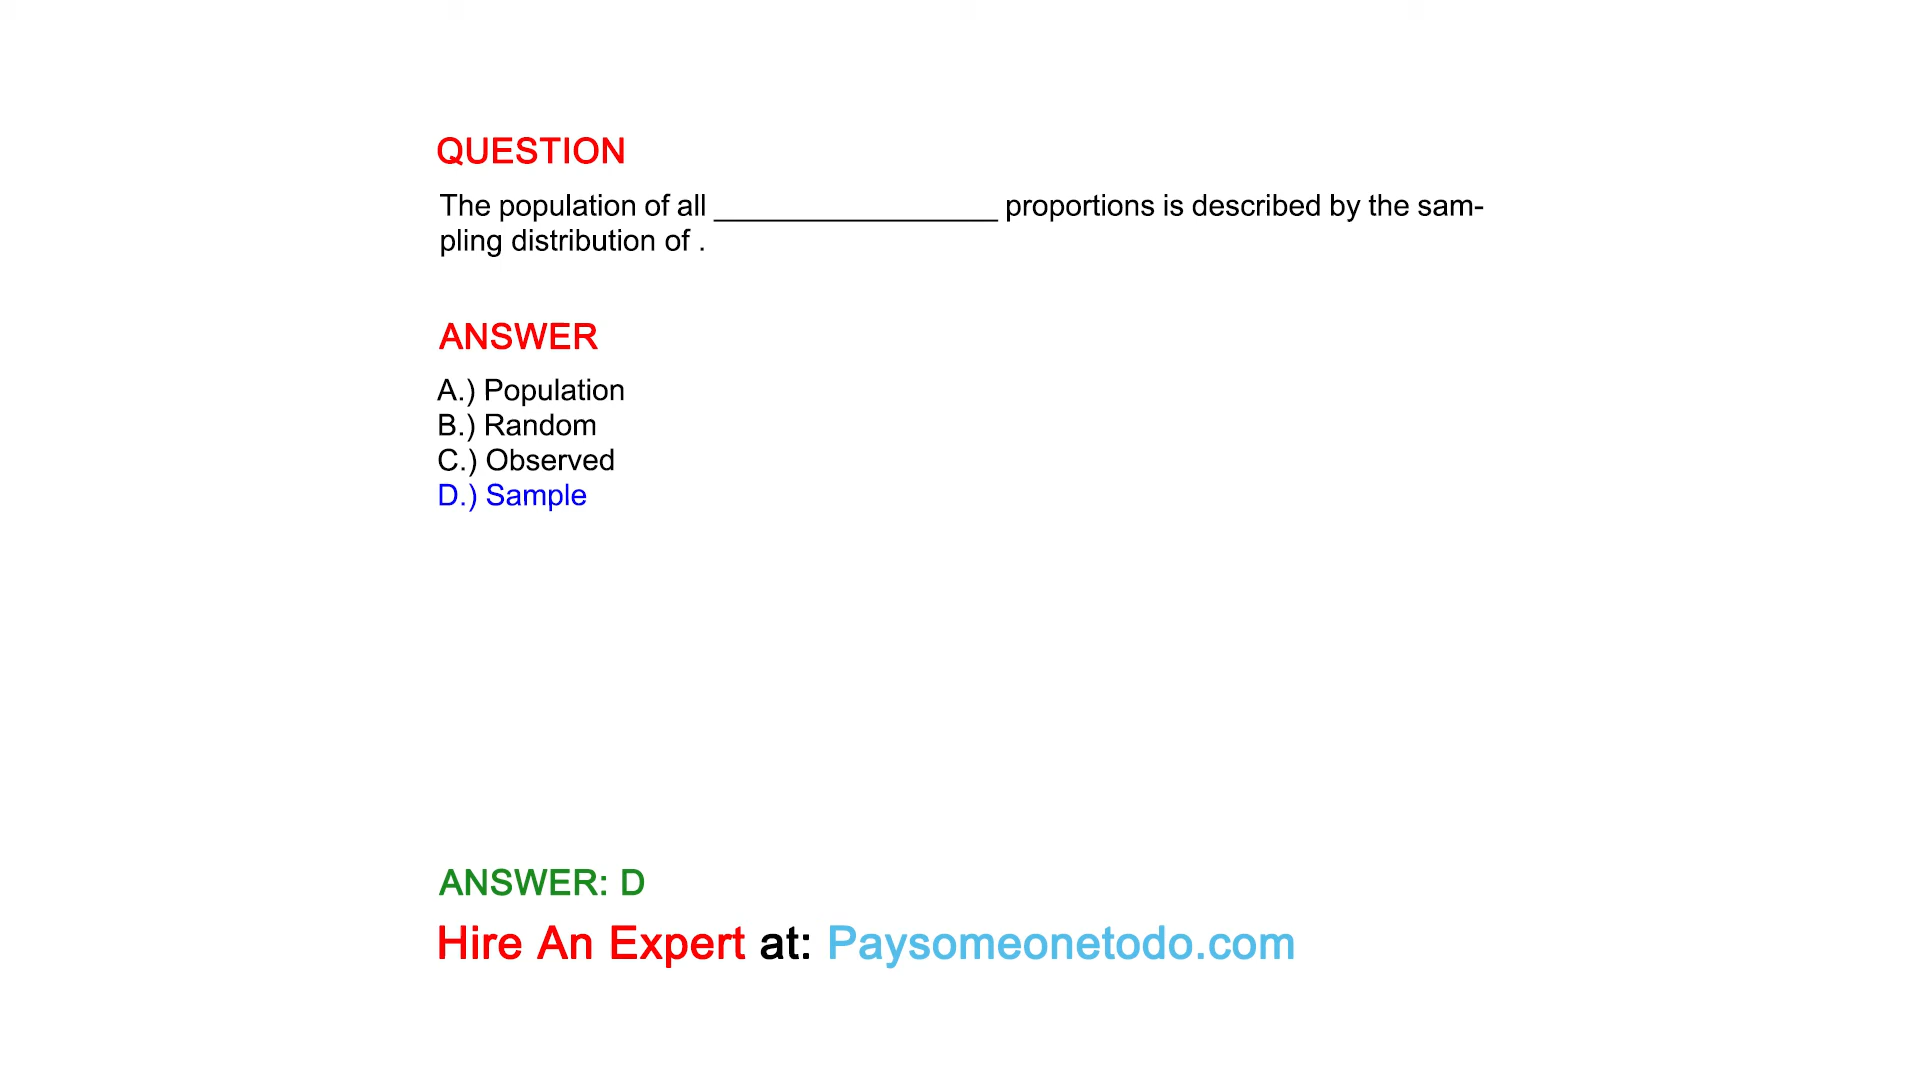 QUESTION
The population of all _________________ proportions is described by the sam-
pling distribution of .
ANSWER
A.) Population
B.) Random
C.) Observed
D.) Sample
ANSWER: D
Hire An Expert at: Paysomeonetodo.com